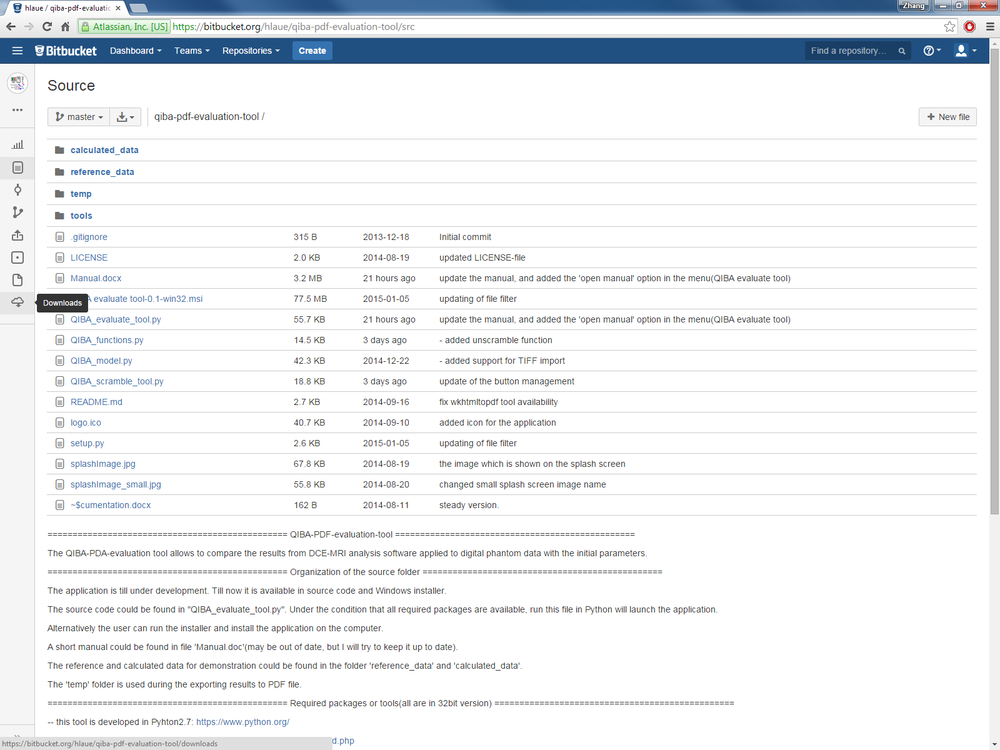 hlaue / qiba-pdf-evaluatic
Zhang
Atlassian, Inc. [US] https://bitbucket.org/hlaue/qiba-pdf-evaluation-tool/src
Bitbucket Dashboard Teams Repositories Create Find a repository...
Source
master qiba-pdf-evaluation-tool / New file
calculated_data
reference_data
temp
tools
.gitignore 315 B 2013-12-18 Initial commit
LICENSE 2.0 KB 2014-08-19 updated LICENSE-file
Manual.docx 3.2 MB 21 hours ago update the manual, and added the 'open manual' option in the menu(QIBA evaluate tool)
Downloads A evaluate tool-0.1-win32.msi 77.5 MB 2015-01-05 updating of file filter
QIBA_evaluate_tool.py 55.7 KB 21 hours ago update the manual, and added the 'open manual' option in the menu(QIBA evaluate tool)
QIBA_functions.py 14.5 KB 3 days ago - added unscramble function
QIBA_model.py 42.3 KB 2014-12-22 - added support for TIFF import
QIBA_scramble_tool.py 18.8 KB 3 days ago update of the button management
README.md 2.7 KB 2014-09-16 fix wkhtmltopdf tool availability
logo.ico 40.7 KB 2014-09-10 added icon for the application
setup.py 2.6 KB 2015-01-05 updating of file filter
splashImage.jpg 67.8 KB 2014-08-19 the image which is shown on the splash screen
splashImage_small.jpg 55.8 KB 2014-08-20 changed small splash screen image name
~$cumentation.docx 162 B 2014-08-11 steady version.
================================================ QIBA-PDF-evaluation-tool ================================================
The QIBA-PDA-evaluation tool allows to compare the results from DCE-MRI analysis software applied to digital phantom data with the initial parameters.
================================================ Organization of the source folder ================================================
The application is till under development. Till now it is available in source code and Windows installer.
The source code could be found in "QIBA_evaluate_tool.py". Under the condition that all required packages are available, run this file in Python will launch the application.
Alternatively the user can run the installer and install the application on the computer.
A short manual could be found in file 'Manual.doc'(may be out of date, but I will try to keep it up to date).
The reference and calculated data for demonstration could be found in the folder 'reference_data' and 'calculated_data'.
The 'temp' folder is used during the exporting results to PDF file.
================================================ Required packages or tools(all are in 32bit version) ================================================
-- this tool is developed in Pyhton2.7: https://www.python.org/
https://bitbucket.org/hlaue/qiba-pdf-evaluation-tool/downloads d.php